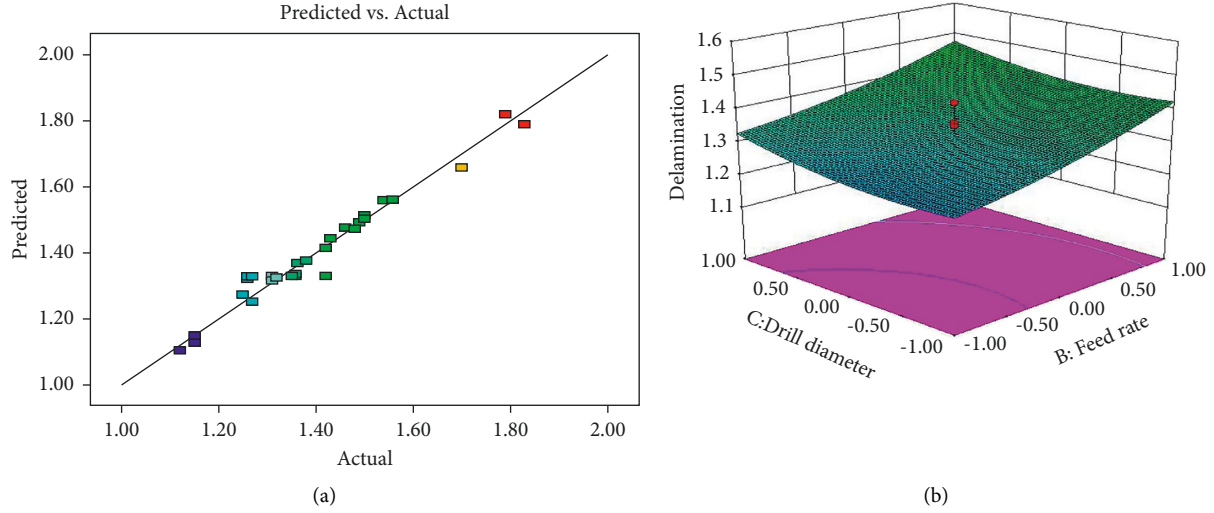 Predicted vs. Actual
2.00
1.80
1.60
1.40
1.20
1.00
Predicted
1.00 1.20 1.40 1.60 1.80 2.00
Actual
(a)
1.6
1.5
1.4
1.3
1.2
1.1
Delamination
1.00
0.50
0.00
-0.50
-1.00
C:Drill diameter
-1.00
-0.50
0.00
0.50
1.00
B: Feed rate
(b)